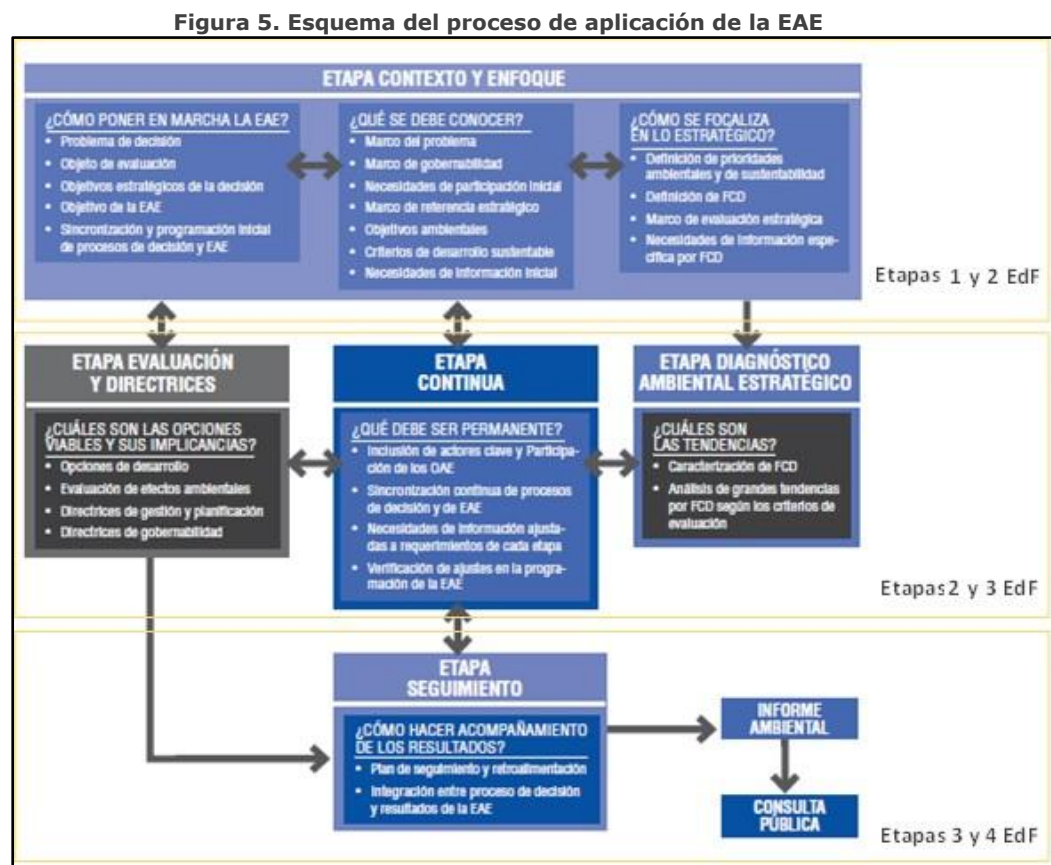 Figura 5. Esquema del proceso de aplicación de la EAE
ETAPA CONTEXTO Y ENFOQUE
¿CÓMO PONER EN MARCHA LA EAE?
• Problema de decisión
• Objeto de evaluación
• Objetivos estratégicos de la decisión
• Objetivo de la EAE
• Sincronización y programación inicial
de procesos de decisión y EAE
¿QUÉ SE DEBE CONOCER?
• Marco del problema
• Marco de gobernabilidad
• Necesidades de participación inicial
• Marco de referencia estratégico
• Objetivos ambientales
• Criterios de desarrollo sustentable
• Necesidades de información inicial
¿CÓMO SE FOCALIZA
EN LO ESTRATÉGICO?
• Definición de prioridades
ambientales y de sustentabilidad
• Definición de FCD
• Marco de evaluación estratégica
• Necesidades de información espe-
cífica por FCD
Etapas 1 y 2 EdF
ETAPA EVALUACIÓN
Y DIRECTRICES
¿CUÁLES SON LAS OPCIONES
VIABLES Y SUS IMPLICANCIAS?
• Opciones de desarrollo
• Evaluación de efectos ambientales
• Directrices de gestión y planificación
• Directrices de gobernabilidad
ETAPA
CONTINUA
¿QUÉ DEBE SER PERMANENTE?
• Inclusión de actores clave y Participa-
ción de los OAE
• Sincronización continua de procesos
de decisión y de EAE
• Necesidades de información ajusta-
das a requerimientos de cada etapa
• Verificación de ajustes en la progra-
mación de la EAE
ETAPA DIAGNÓSTICO
AMBIENTAL ESTRATÉGICO
¿CUÁLES SON
LAS TENDENCIAS?
• Caracterización de FCD
• Análisis de grandes tendencias
por FCD según los criterios de
evaluación
Etapas2 y 3 EdF
ETAPA
SEGUIMIENTO
¿CÓMO HACER ACOMPAÑAMIENTO
DE LOS RESULTADOS?
• Plan de seguimiento y retroalimentación
• Integración entre proceso de decisión
y resultados de la EAE
INFORME
AMBIENTAL
CONSULTA
PÚBLICA
Etapas 3 y 4 EdF